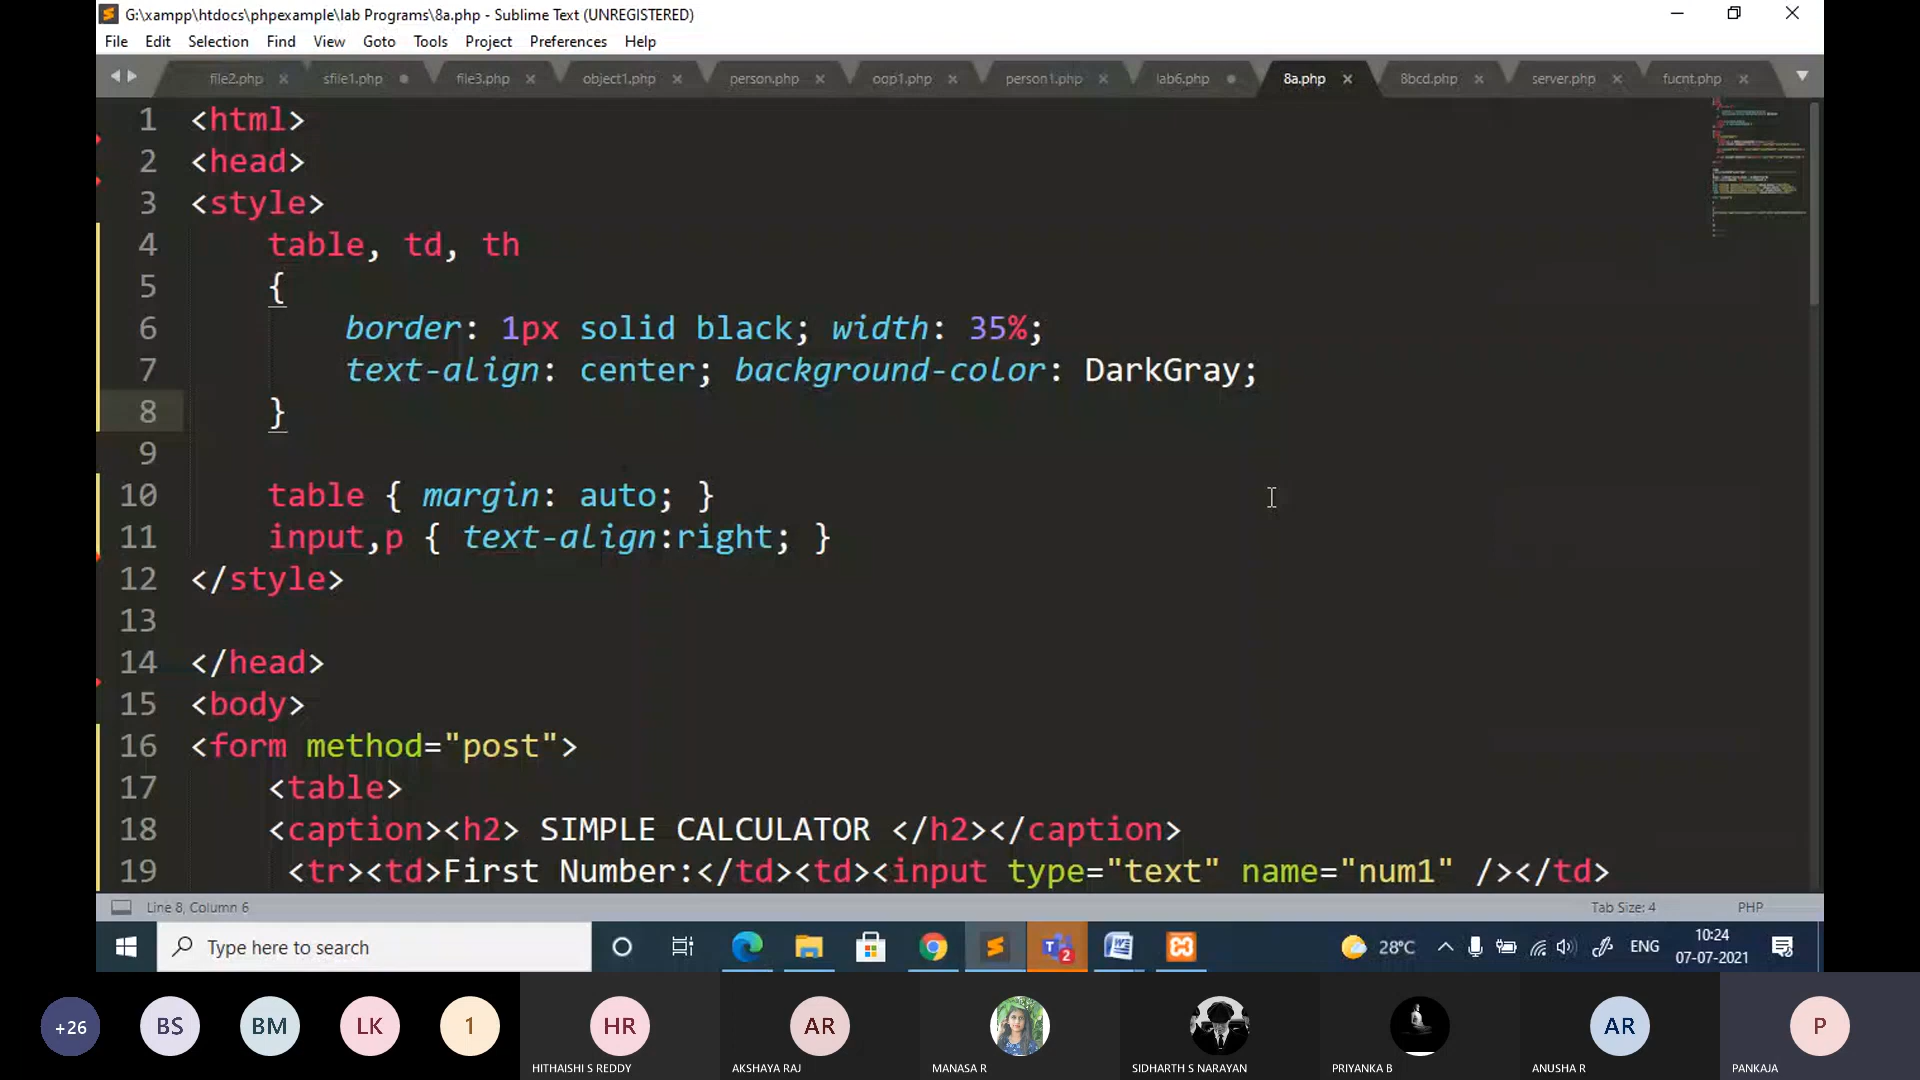 G:\xampp\htdocs\phpexample\lab Programs\8a.php - Sublime Text (UNREGISTERED)
File Edit Selection Find View Goto Tools Project Preferences Help
file2.php sfile1.php file3.php object1.php person.php oop1.php person1.php lab6.php 8a.php 8bcd.php server.php fucnt.php
1 <html>
2 <head>
3 <style>
4 table, td, th
5 {
6 border: 1px solid black; width: 35%;
7 text-align: center; background-color: DarkGray;
8 }
9
10 table { margin: auto; }
11 input,p { text-align:right; }
12 </style>
13
14 </head>
15 <body>
16 <form method="post">
17 <table>
18 <caption><h2> SIMPLE CALCULATOR </h2></caption>
19 <tr><td>First Number:</td><td><input type="text" name="num1" /></td>
Line 8, Column 6 Tab Size: 4 PHP
Type here to search 2 28°C ENG 10:24
07-07-2021
+26 BS BM LK 1 HR AR AR P
HITHAISHI S REDDY AKSHAYA RAJ MANASA R SIDHARTH S NARAYAN PRIYANKA B ANUSHA R PANKAJA